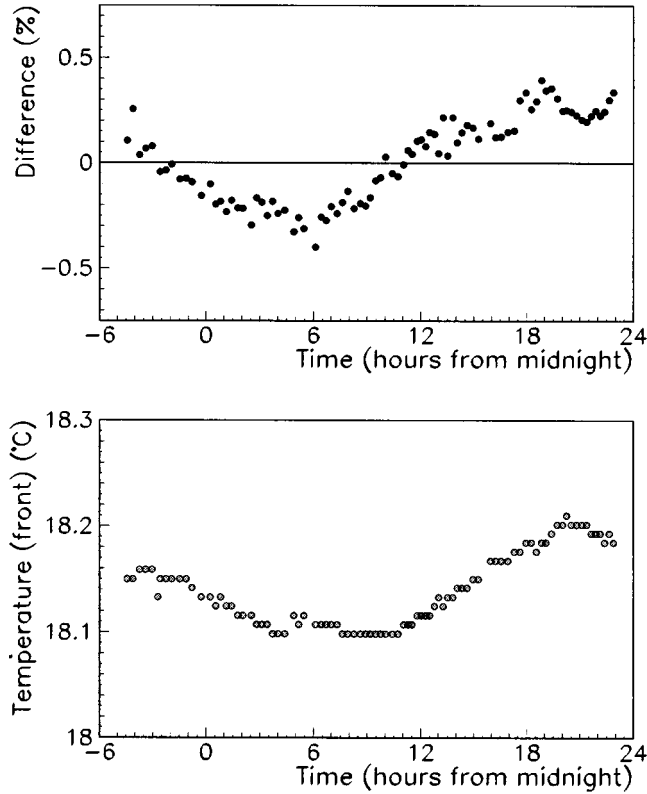 Difference (%)
0.5
0
−0.5
−6 0 6 12 18 24
Time (hours from midnight)
Temperature (front) (°C)
18.3
18.2
18.1
18
−6 0 6 12 18 24
Time (hours from midnight)